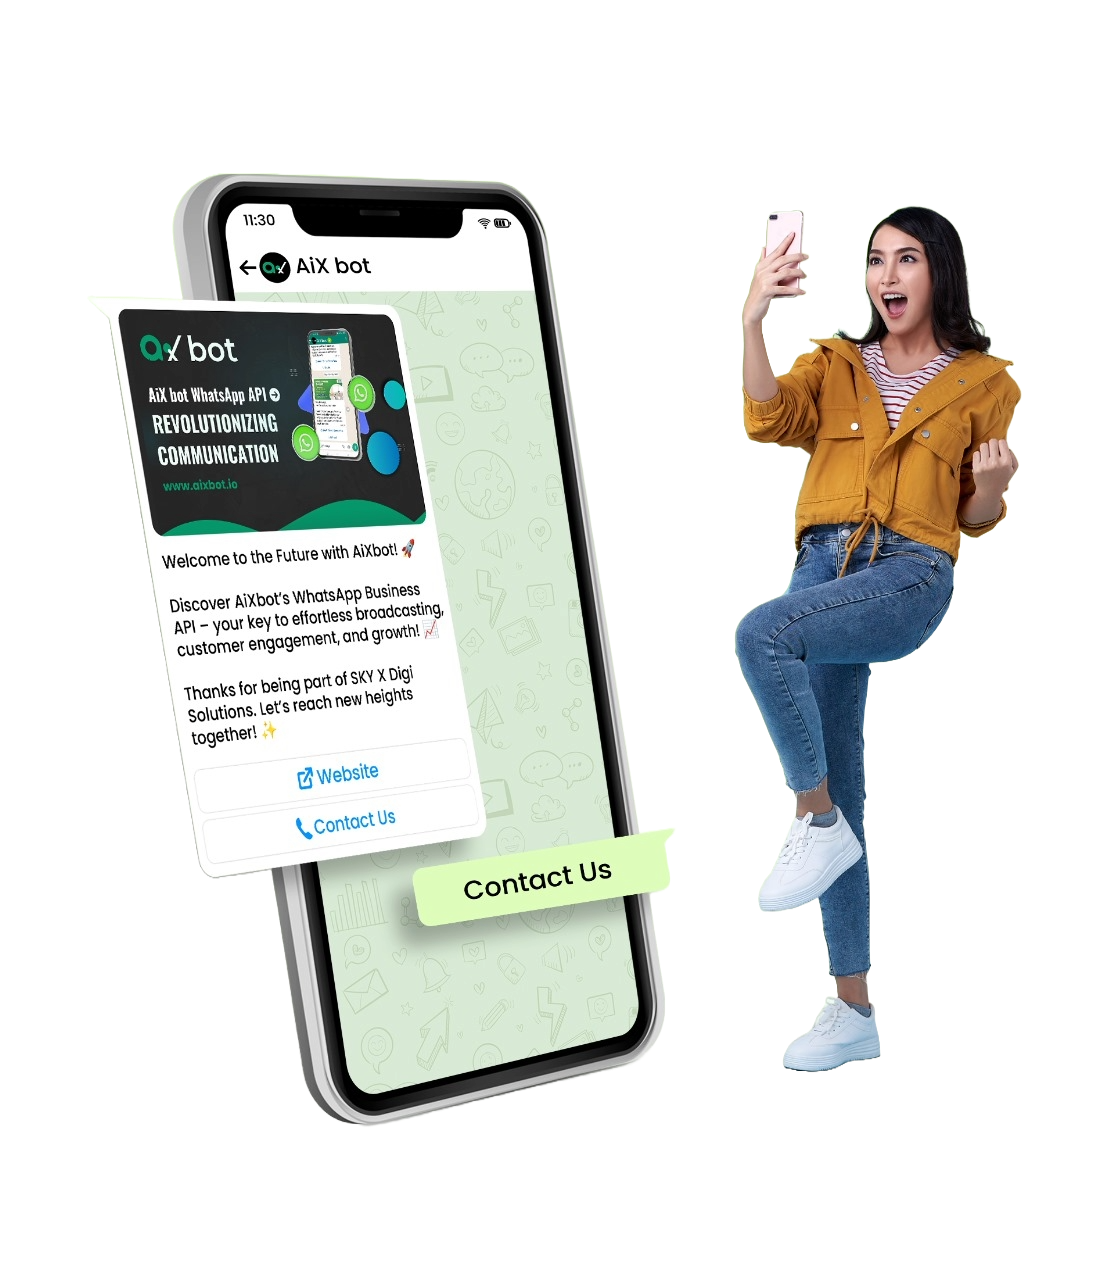 11:30
AiX bot
aiX bot
AiX bot WhatsApp API
REVOLUTIONIZING
COMMUNICATION
www.aixbot.io
Welcome to the Future with AiXbot! 🚀
Discover AiXbot's WhatsApp Business
API – your key to effortless broadcasting,
customer engagement, and growth! 📈
Thanks for being part of SKY X Digi
Solutions. Let's reach new heights
together! ✨
Website
Contact Us
Contact Us